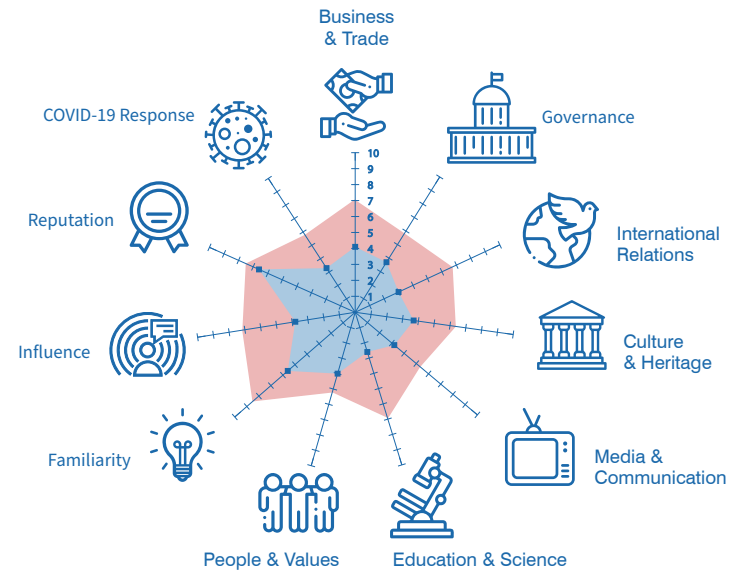 Business
& Trade
COVID-19 Response
Governance
10
9
8
7
6
5
4
3
2
1
Reputation
International
Relations
Influence
Culture
& Heritage
Familiarity
Media &
Communication
People & Values
Education & Science